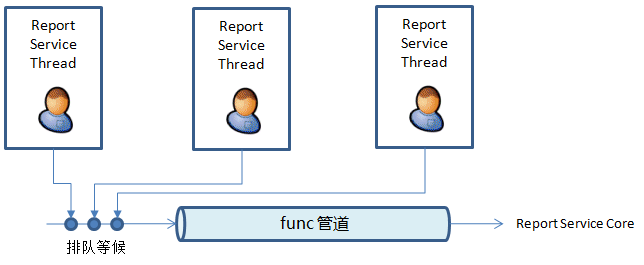 Report
Service
Thread
Report
Service
Thread
Report
Service
Thread
func 管道
Report Service Core
排队等候